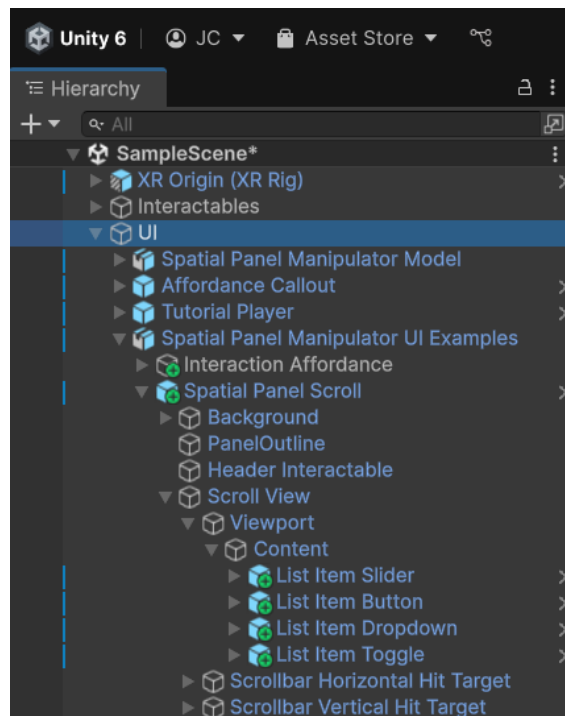 Unity 6 JC Asset Store
Hierarchy
All
SampleScene*
XR Origin (XR Rig)
Interactables
UI
Spatial Panel Manipulator Model
Affordance Callout
Tutorial Player
Spatial Panel Manipulator UI Examples
Interaction Affordance
Spatial Panel Scroll
Background
PanelOutline
Header Interactable
Scroll View
Viewport
Content
List Item Slider
List Item Button
List Item Dropdown
List Item Toggle
Scrollbar Horizontal Hit Target
Scrollbar Vertical Hit Target